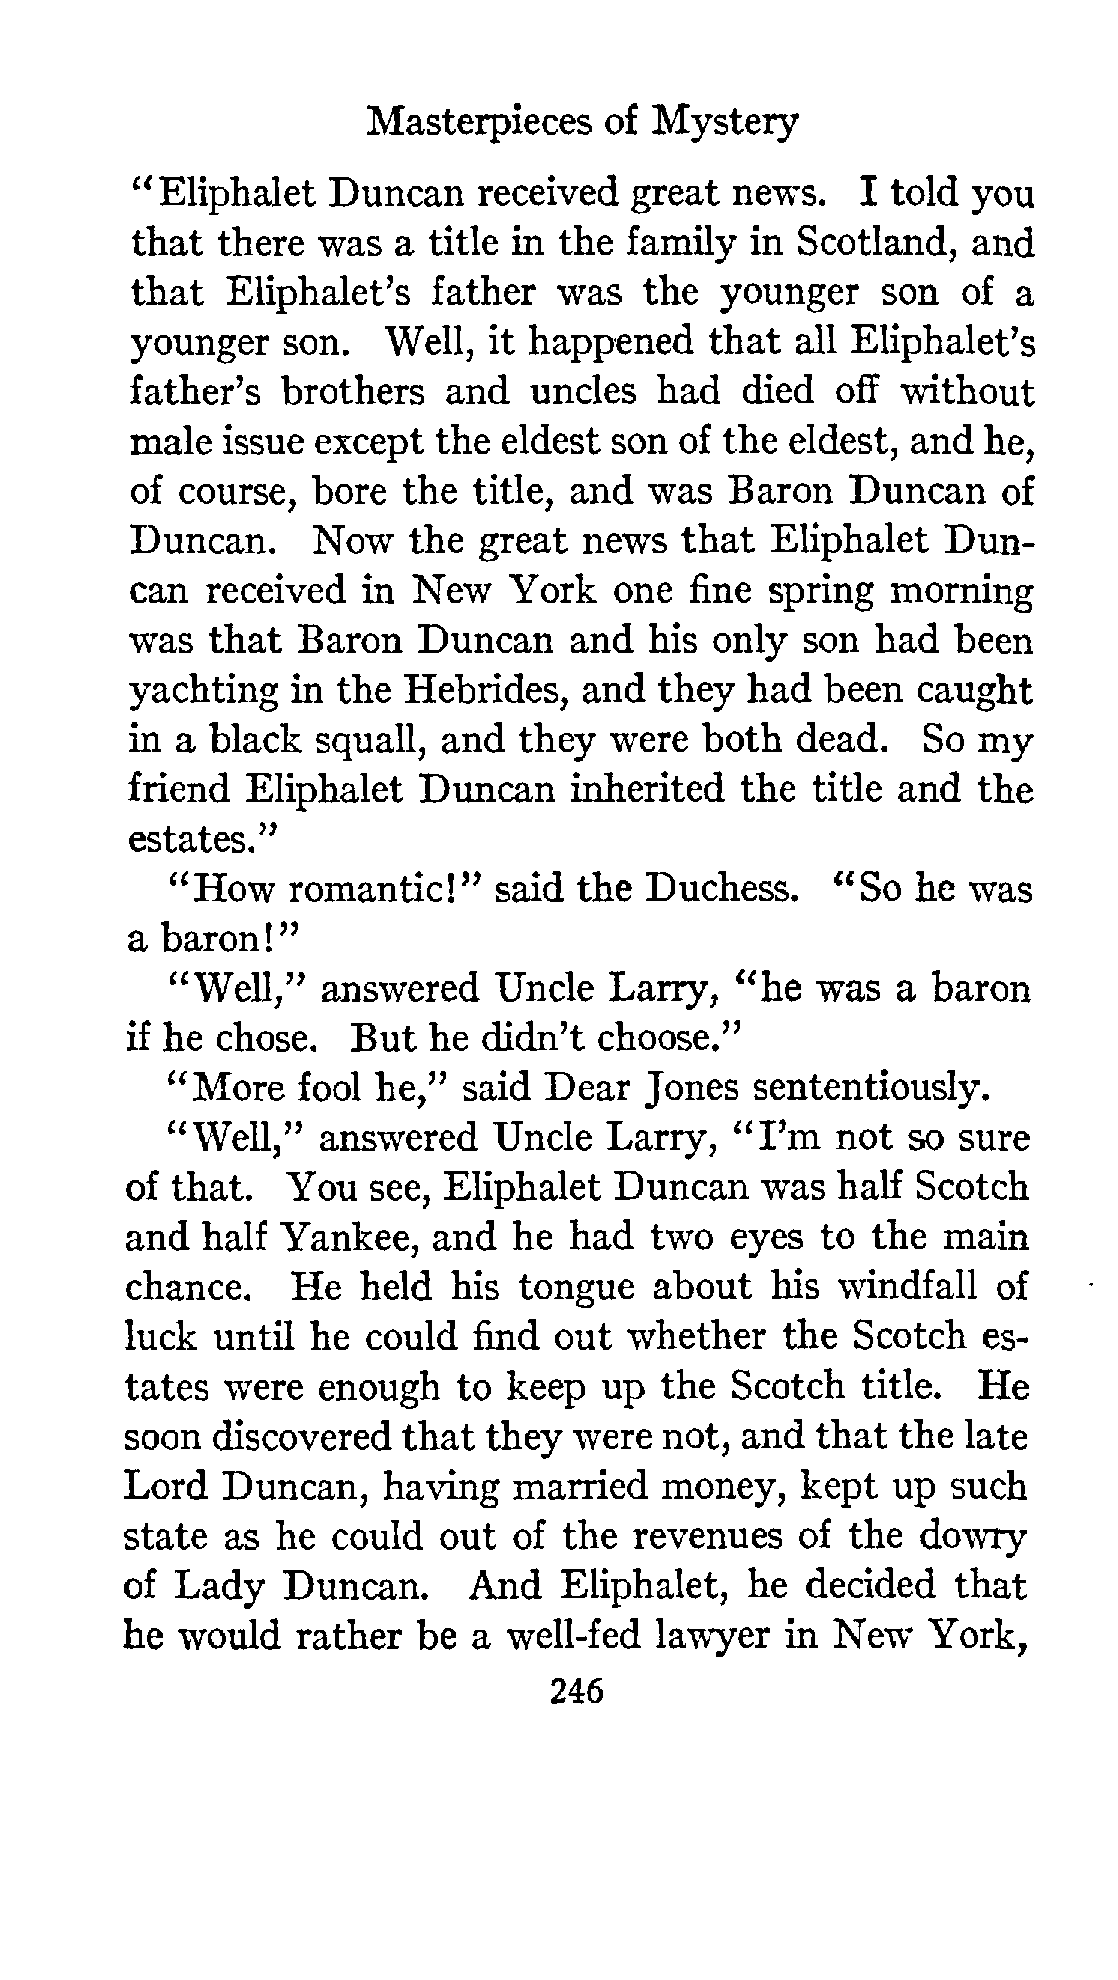 Masterpieces of Mystery
“Eliphalet Duncan received great news. I told you
that there was a title in the family in Scotland, and
that Eliphalet’s father was the younger son of a
younger son. Well, it happened that all Eliphalet’s
father’s brothers and uncles had died off without
male issue except the eldest son of the eldest, and he,
of course, bore the title, and was Baron Duncan of
Duncan. Now the great news that Eliphalet Dun-
can received in New York one fine spring morning
was that Baron Duncan and his only son had been
yachting in the Hebrides, and they had been caught
in a black squall, and they were both dead. So my
friend Eliphalet Duncan inherited the title and the
estates.”
“How romantic!” said the Duchess. “So he was
a baron!”
“Well,” answered Uncle Larry, “he was a baron
if he chose. But he didn’t choose.”
“More fool he,” said Dear Jones sententiously.
“Well,” answered Uncle Larry, “I’m not so sure
of that. You see, Eliphalet Duncan was half Scotch
and half Yankee, and he had two eyes to the main
chance. He held his tongue about his windfall of
luck until he could find out whether the Scotch es-
tates were enough to keep up the Scotch title. He
soon discovered that they were not, and that the late
Lord Duncan, having married money, kept up such
state as he could out of the revenues of the dowry
of Lady Duncan. And Eliphalet, he decided that
he would rather be a well-fed lawyer in New York,
246